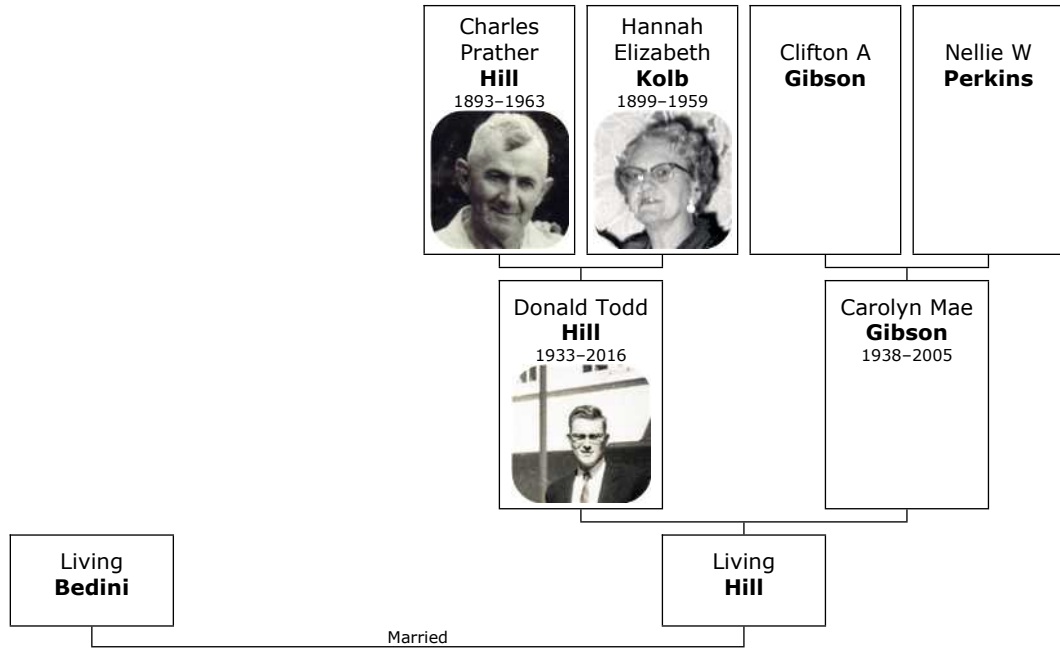 Charles
Prather
Hill
1893–1963
Hannah
Elizabeth
Kolb
1899–1959
Clifton A
Gibson
Nellie W
Perkins
Donald Todd
Hill
1933–2016
Carolyn Mae
Gibson
1938–2005
Living
Bedini
Living
Hill
Married